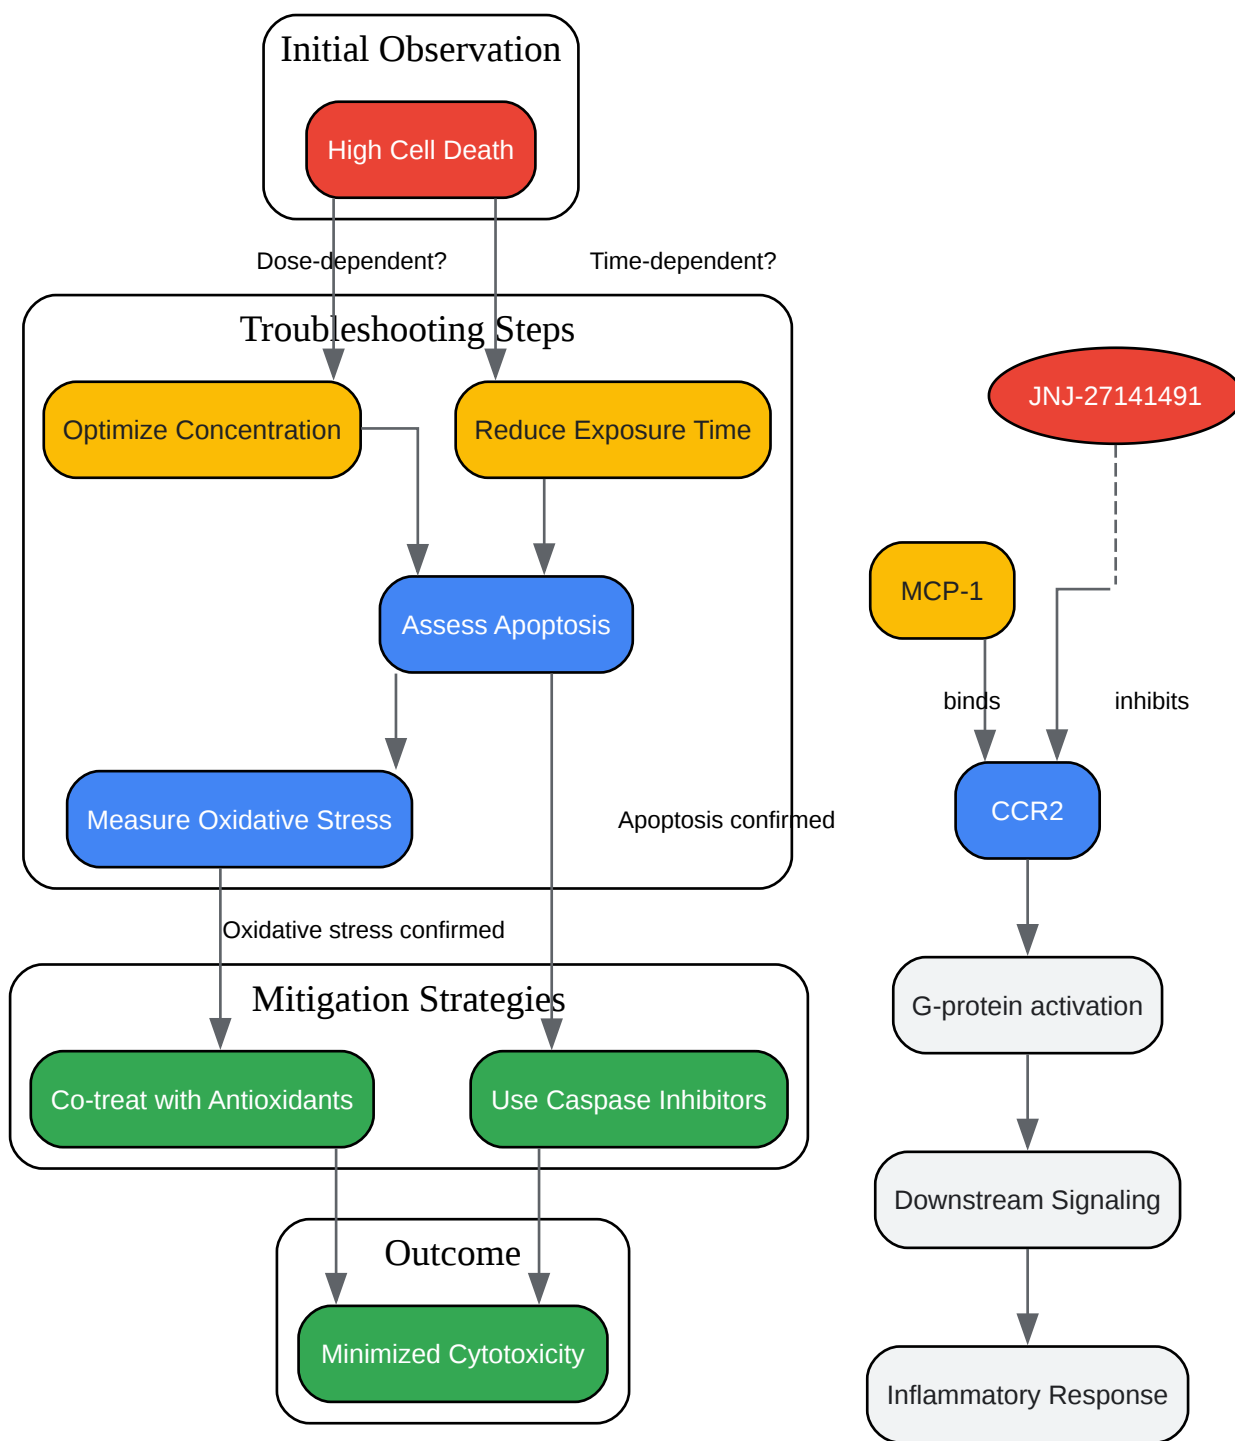 Initial Observation
High Cell Death
Dose-dependent?
Time-dependent?
Troubleshooting Steps
Optimize Concentration
Reduce Exposure Time
Assess Apoptosis
Measure Oxidative Stress
Apoptosis confirmed
Oxidative stress confirmed
Mitigation Strategies
Co-treat with Antioxidants
Use Caspase Inhibitors
Outcome
Minimized Cytotoxicity
JNJ-27141491
MCP-1
binds
inhibits
CCR2
G-protein activation
Downstream Signaling
Inflammatory Response